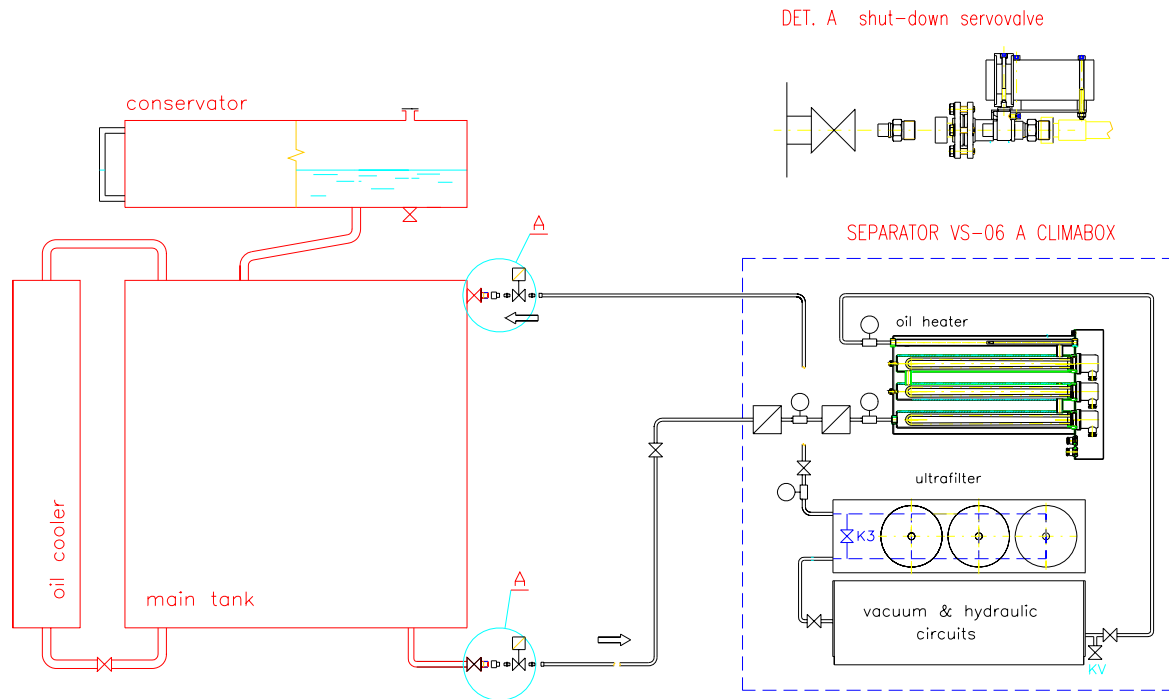 DET. A shut-down servovalve
conservator
A
SEPARATOR VS-06 A CLIMABOX
oil heater
ultrafilter
K3
oil cooler
main tank
A
vacuum & hydraulic
circuits
KV